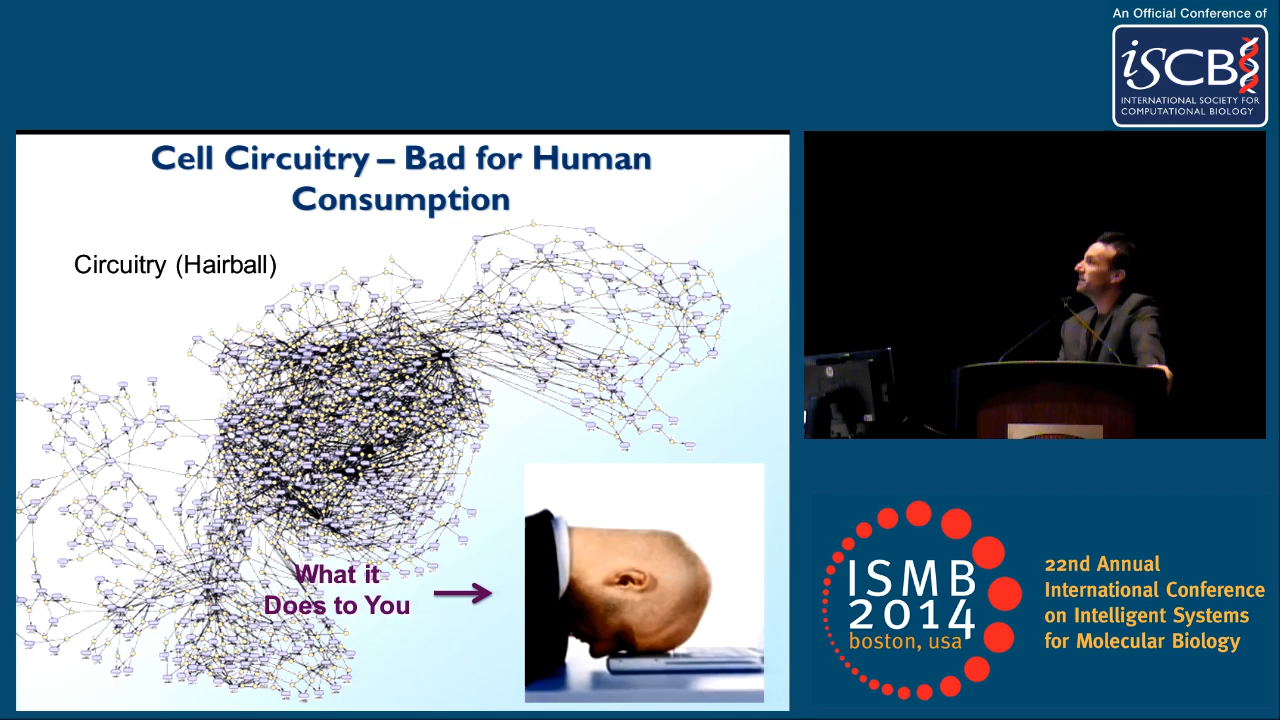 An Official Conference of
iSCB
INTERNATIONAL SOCIETY FOR
COMPUTATIONAL BIOLOGY
Cell Circuitry – Bad for Human
Consumption
Circuitry (Hairball)
What it
Does to You
ISMB
2014
boston, usa
22nd Annual
International Conference
on Intelligent Systems
for Molecular Biology